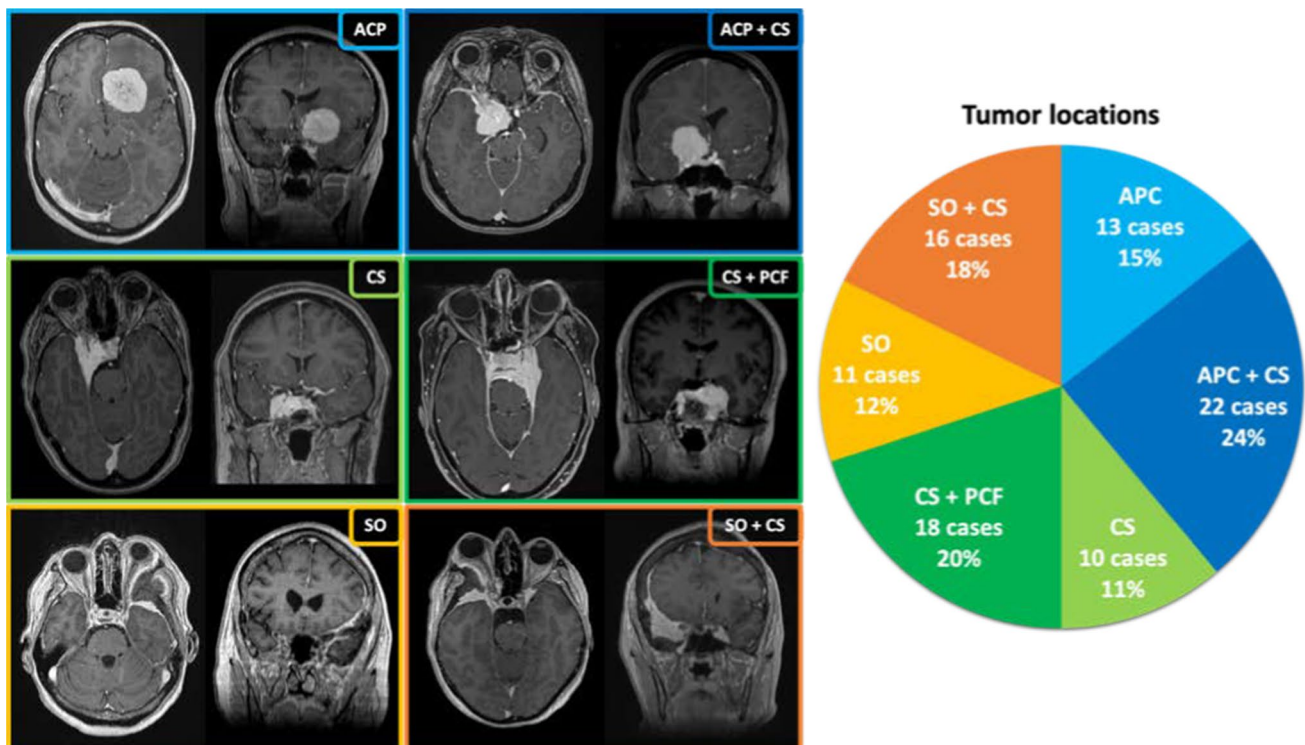 ACP
ACP + CS
CS
CS + PCF
SO
SO + CS
Tumor locations
SO + CS
16 cases
18%
APC
13 cases
15%
SO
11 cases
12%
APC + CS
22 cases
24%
CS + PCF
18 cases
20%
CS
10 cases
11%